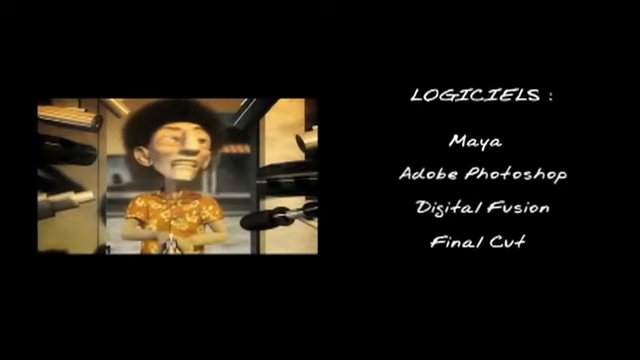 LOGICIELS :
Maya
Adobe Photoshop
Digital Fusion
Final Cut